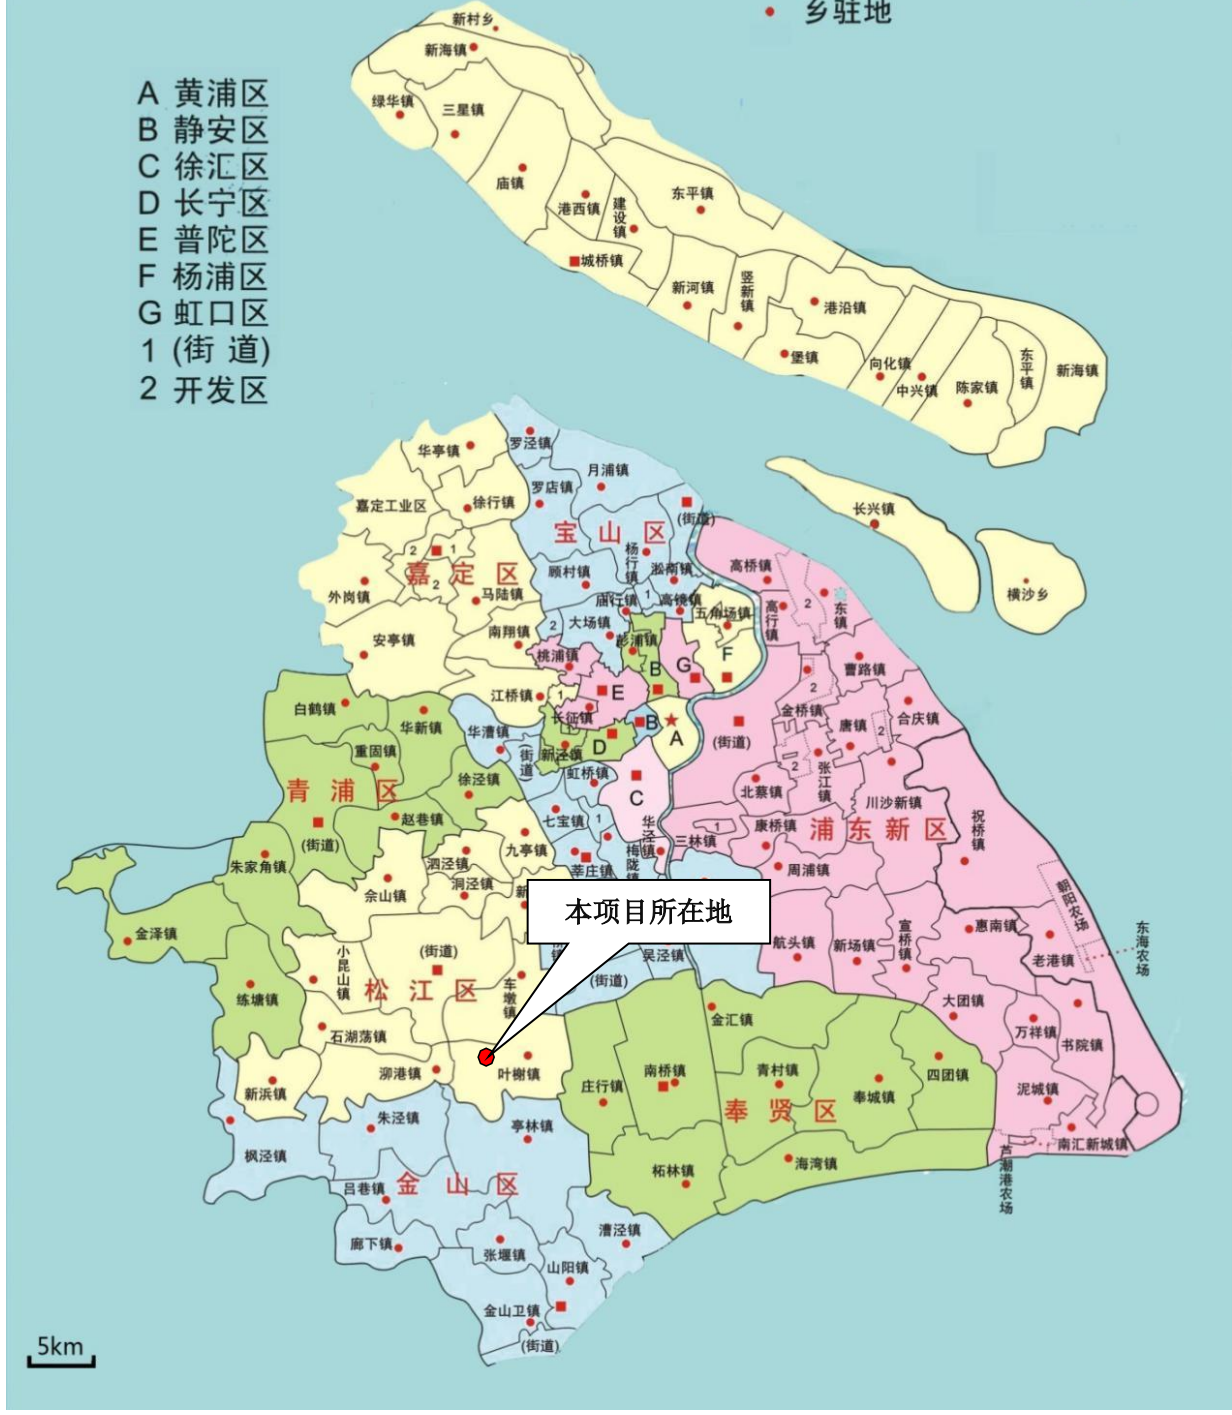 乡驻地
A 黄浦区
B 静安区
C 徐汇区
D 长宁区
E 普陀区
F 杨浦区
G 虹口区
1 (街 道)
2 开发区
新村乡
新海镇
绿华镇
三星镇
庙镇
港西镇
建设镇
东平镇
城桥镇
新河镇
竖新镇
港沿镇
堡镇
向化镇
中兴镇
陈家镇
东平镇
新海镇
长兴镇
横沙乡
华亭镇
嘉定工业区
徐行镇
2
1
嘉定区
2
外岗镇
马陆镇
安亭镇
南翔镇
江桥镇
1
罗泾镇
月浦镇
罗店镇
(街道)
宝山区
杨行镇
淞南镇
顾村镇
庙行镇
1
高镜镇
大场镇
2
五角场镇
彭浦镇
桃浦镇
B
G
F
E
长征镇
B
A
新泾镇
1
D
C
高桥镇
2
东镇
高行镇
曹路镇
2
金桥镇
唐镇
2
合庆镇
(街道)
2
张江镇
北蔡镇
川沙新镇
三林镇
1
康桥镇
浦东新区
祝桥镇
周浦镇
朝阳农场
航头镇
新场镇
宣桥镇
惠南镇
老港镇
东海农场
大团镇
万祥镇
书院镇
泥城镇
南汇新城镇
芦潮港农场
白鹤镇
华新镇
重固镇
青浦区
徐泾镇
赵巷镇
(街道)
朱家角镇
金泽镇
练塘镇
华漕镇
(街道)
虹桥镇
七宝镇
1
华泾镇
梅陇镇
莘庄镇
吴泾镇
(街道)
九亭镇
泗泾镇
洞泾镇
佘山镇
新
本项目所在地
小昆山镇
(街道)
松江区
车墩镇
石湖荡镇
泖港镇
叶榭镇
新浜镇
金汇镇
庄行镇
南桥镇
青村镇
奉城镇
四团镇
奉贤区
柘林镇
海湾镇
朱泾镇
亭林镇
枫泾镇
吕巷镇
金山区
廊下镇
张堰镇
漕泾镇
山阳镇
金山卫镇
(街道)
5km